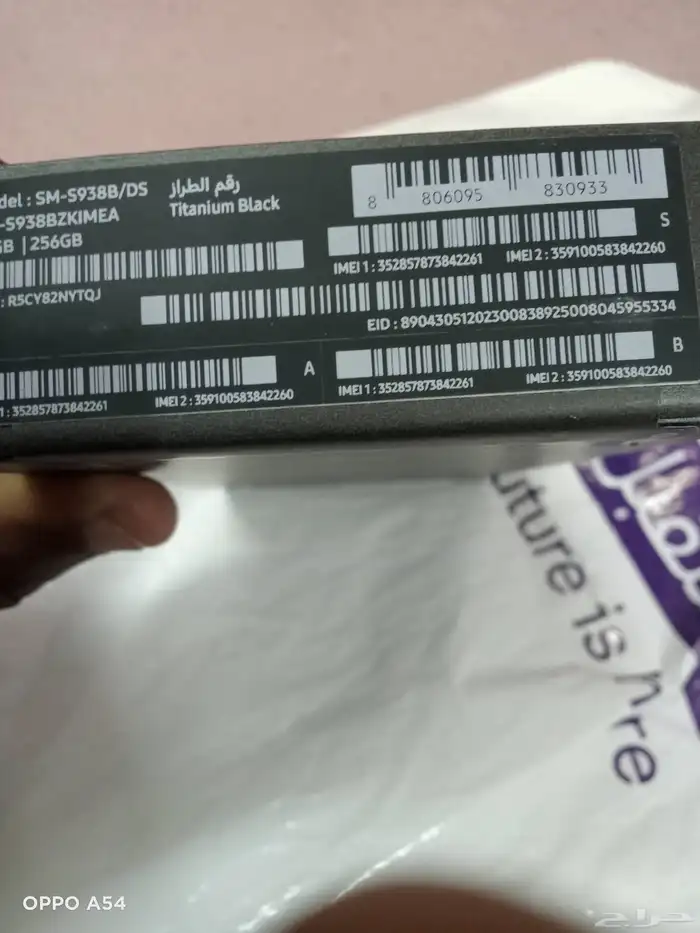 del : SM-S938B/DS رقم الطراز
-S938BZKIMEA Titanium Black
GB | 256GB
8 806095 830933
S
: R5CY82NYTQJ
IMEI 1 : 352857873842261 IMEI 2 : 359100583842260
EID : 89043051202300838925008045955334
A
1 : 352857873842261 IMEI 2 : 359100583842260
B
IMEI 1 : 352857873842261 IMEI 2 : 359100583842260
uture is
re
OPPO A54
حراج